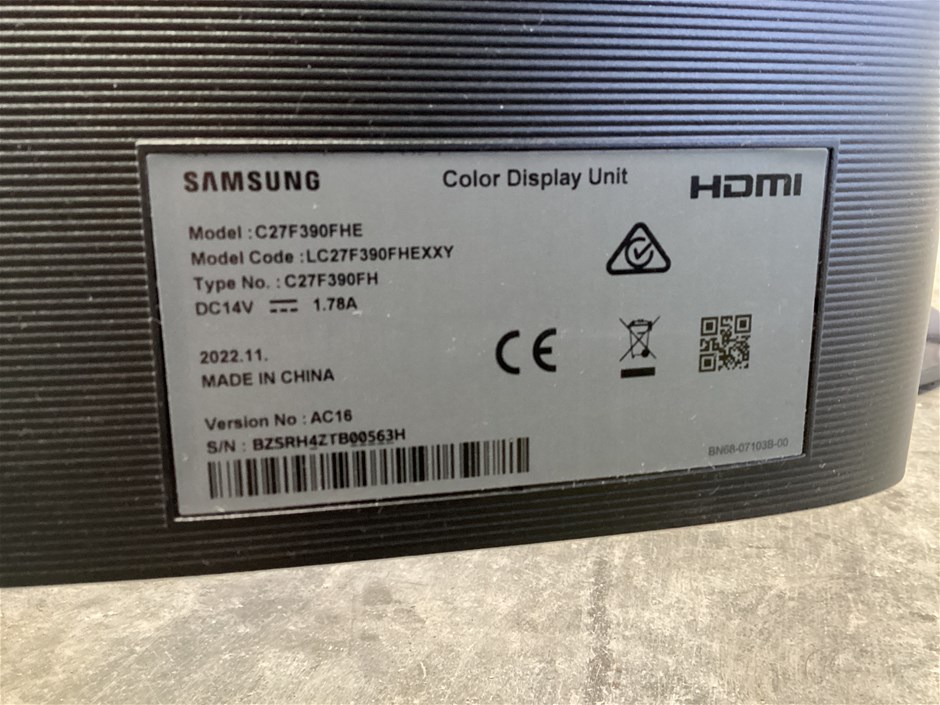 SAMSUNG
Color Display Unit
HDMI
Model : C27F390FHE
Model Code : LC27F390FHEXXY
Type No. : C27F390FH
DC14V ⎓ 1.78A
2022.11.
MADE IN CHINA
CE
Version No : AC16
S/N : BZSRH4ZTB00563H
BN68-07103B-00